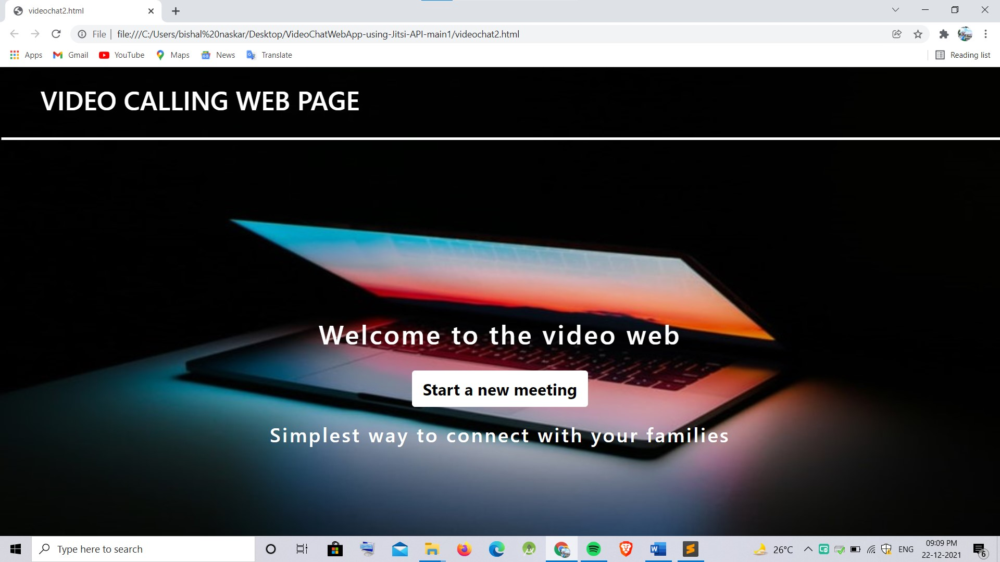 videochat2.html
File | file:///C:/Users/bishal%20naskar/Desktop/VideoChatWebApp-using-Jitsi-API-main1/videochat2.html
Apps Gmail YouTube Maps News Translate Reading list
VIDEO CALLING WEB PAGE
Welcome to the video web
Start a new meeting
Simplest way to connect with your families
Type here to search
26°C ENG
09:09 PM
22-12-2021
6